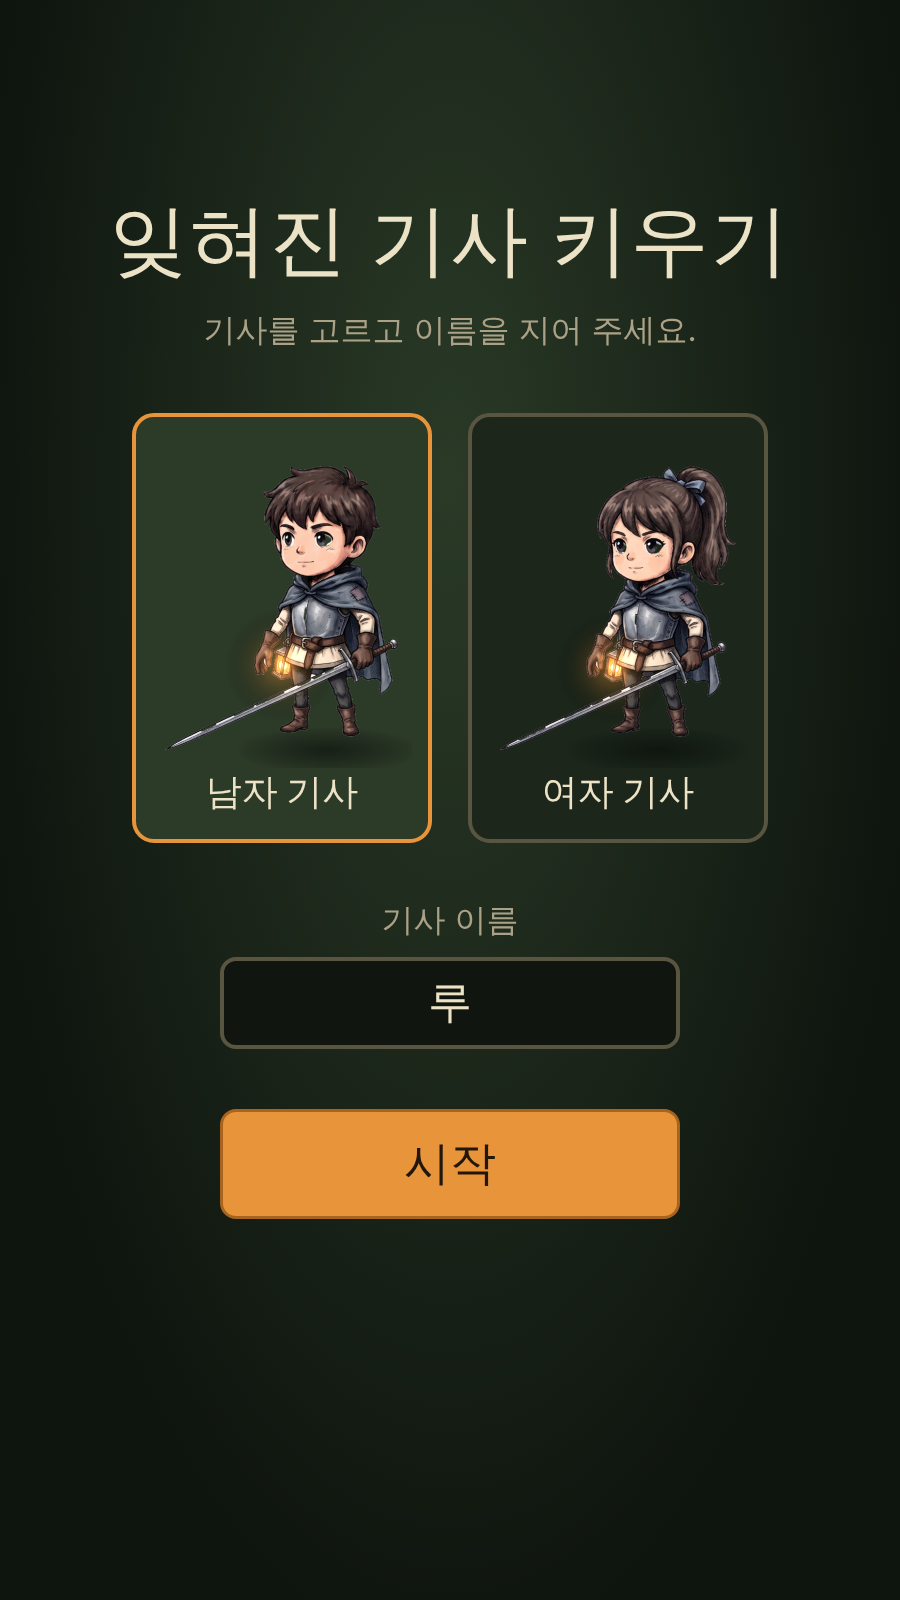 잊혀진 기사 키우기
기사를 고르고 이름을 지어 주세요.
남자 기사
여자 기사
기사 이름
루
시작